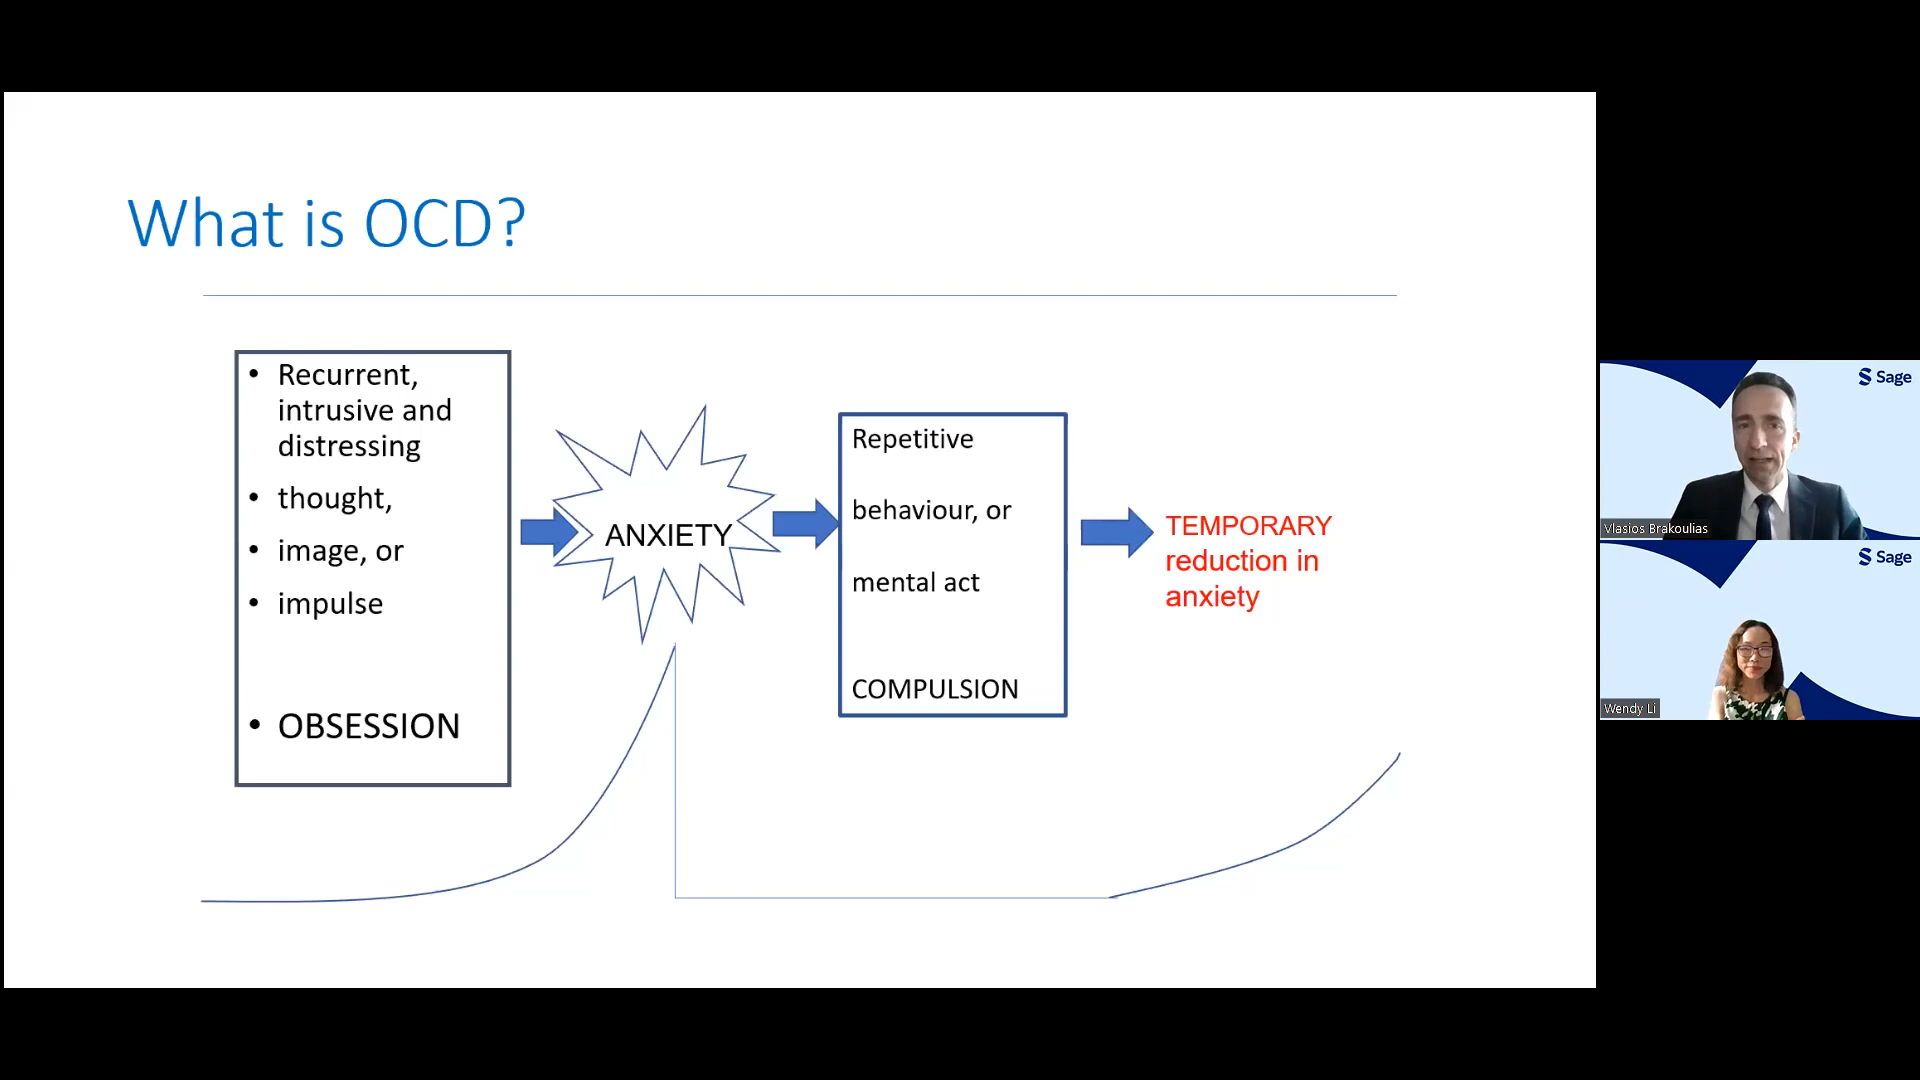 What is OCD?
• Recurrent,
intrusive and
distressing
• thought,
• image, or
• impulse
• OBSESSION
ANXIETY
Repetitive
behaviour, or
mental act
COMPULSION
TEMPORARY
reduction in
anxiety
Sage
Vlasios Brakoulias
Sage
Wendy Li